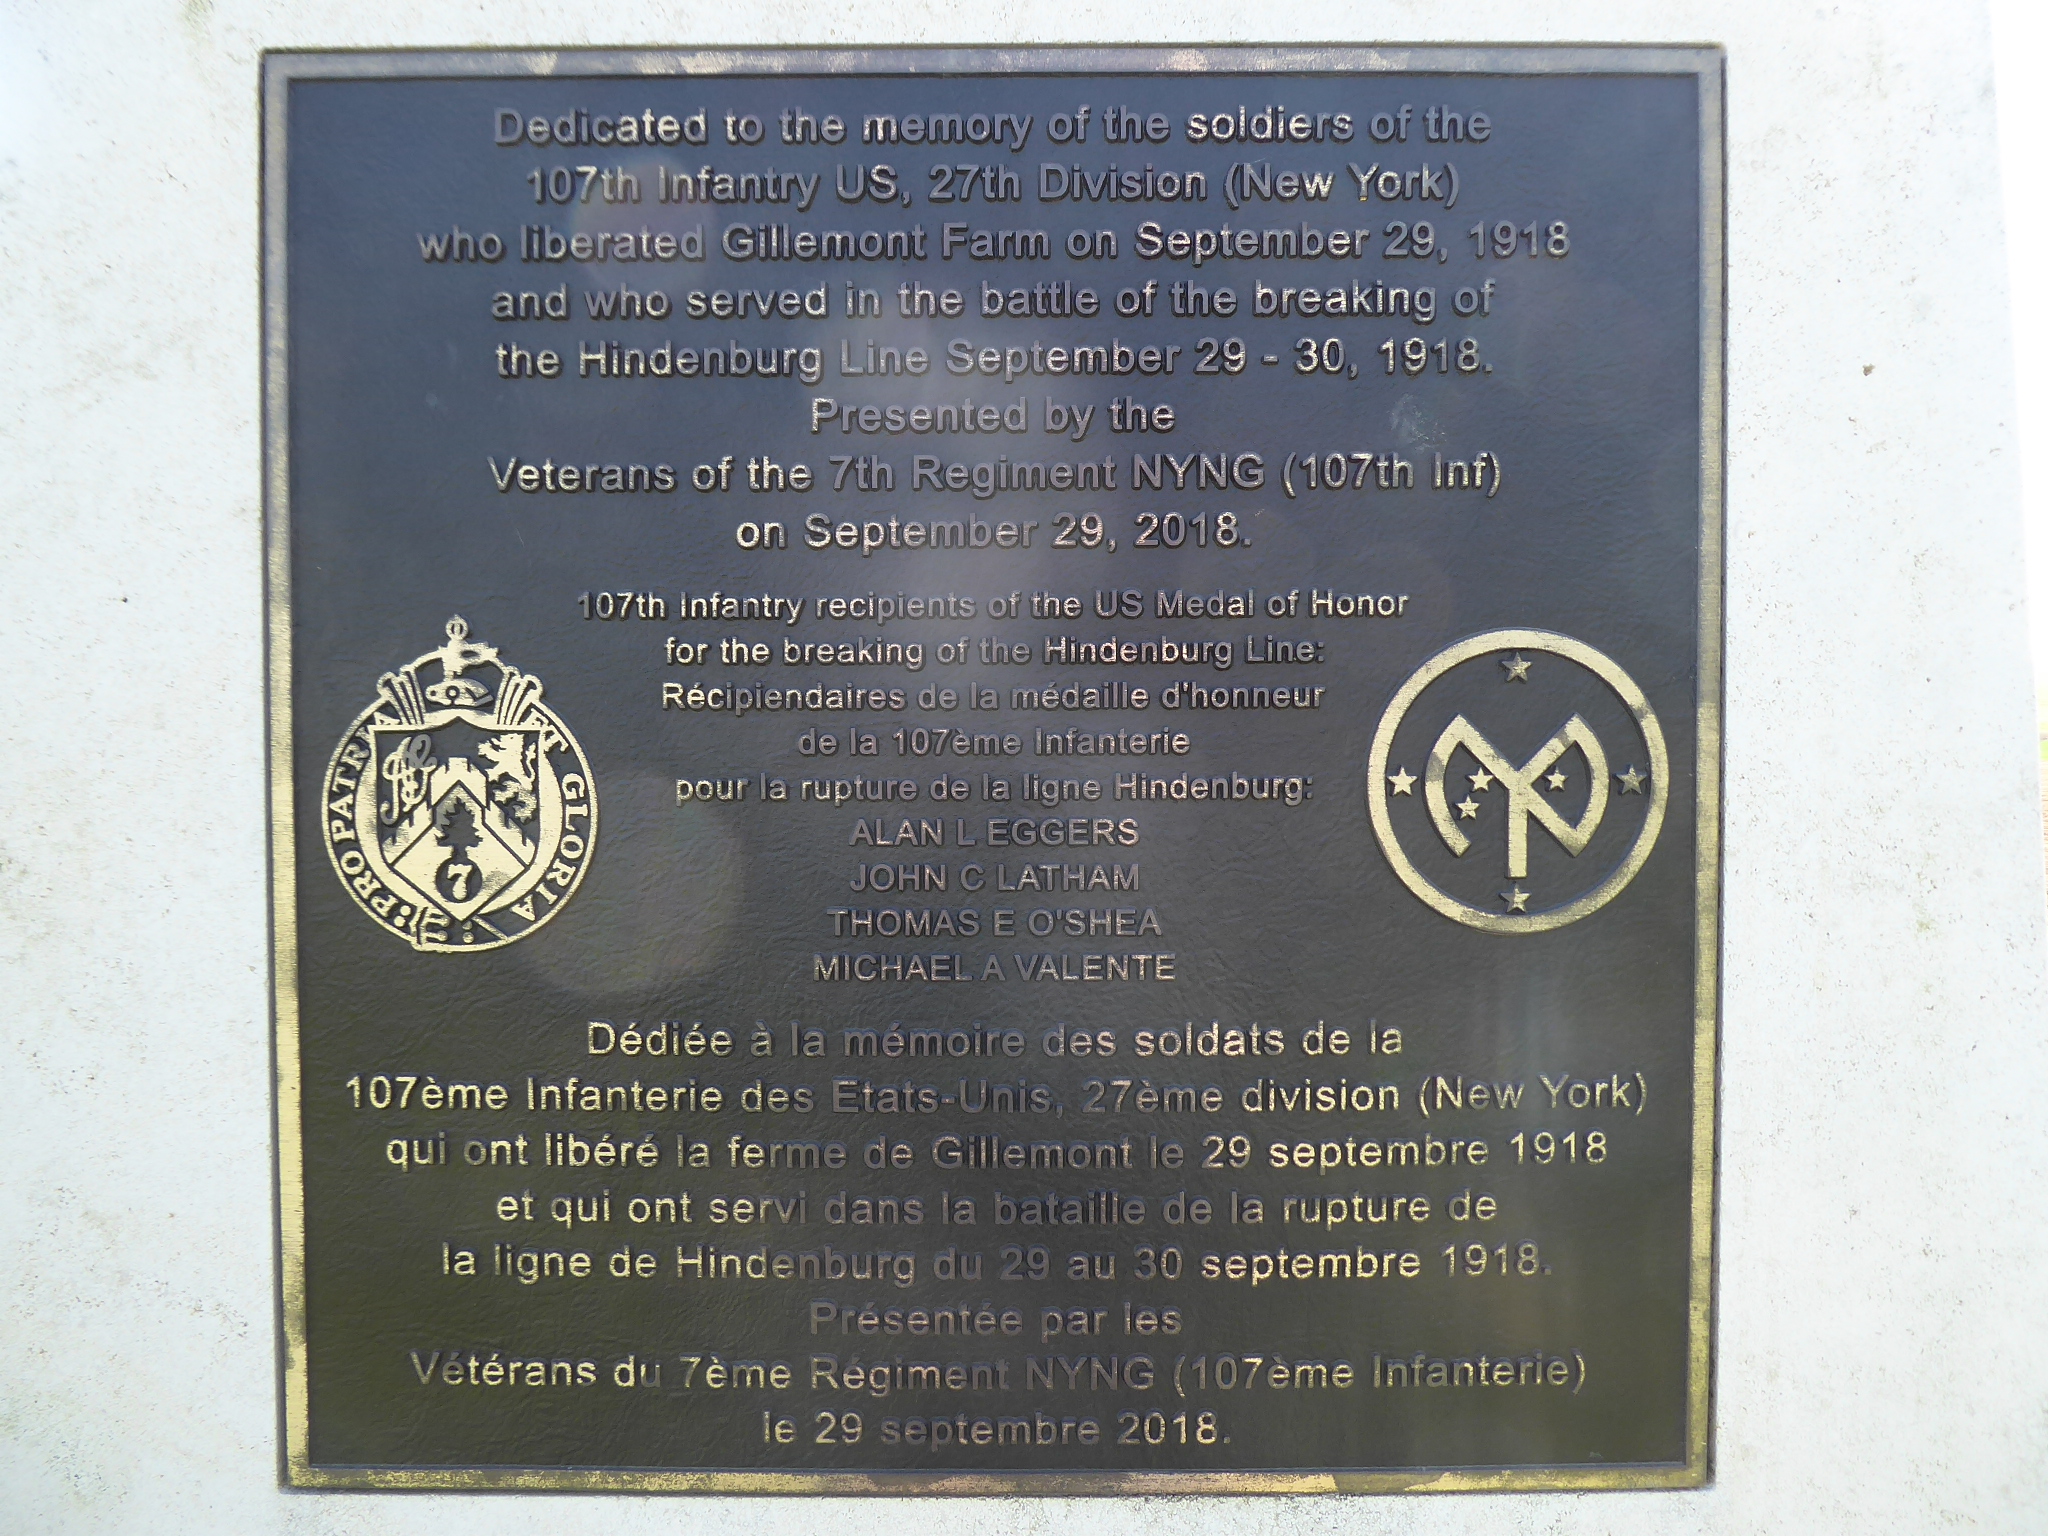 Dedicated to the memory of the soldiers of the
107th Infantry US, 27th Division (New York)
who liberated Gillemont Farm on September 29, 1918
and who served in the battle of the breaking of
the Hindenburg Line September 29 - 30, 1918.
Presented by the
Veterans of the 7th Regiment NYNG (107th Inf)
on September 29, 2018.
107th Infantry recipients of the US Medal of Honor
for the breaking of the Hindenburg Line:
Récipiendaires de la médaille d'honneur
de la 107ème Infanterie
pour la rupture de la ligne Hindenburg:
ALAN L EGGERS
JOHN C LATHAM
THOMAS E O'SHEA
MICHAEL A VALENTE
PRO PATRIA ET GLORIA
7
NY
Dédiée à la mémoire des soldats de la
107ème Infanterie des Etats-Unis, 27ème division (New York)
qui ont libéré la ferme de Gillemont le 29 septembre 1918
et qui ont servi dans la bataille de la rupture de
la ligne de Hindenburg du 29 au 30 septembre 1918.
Présentée par les
Vétérans du 7ème Régiment NYNG (107ème Infanterie)
le 29 septembre 2018.